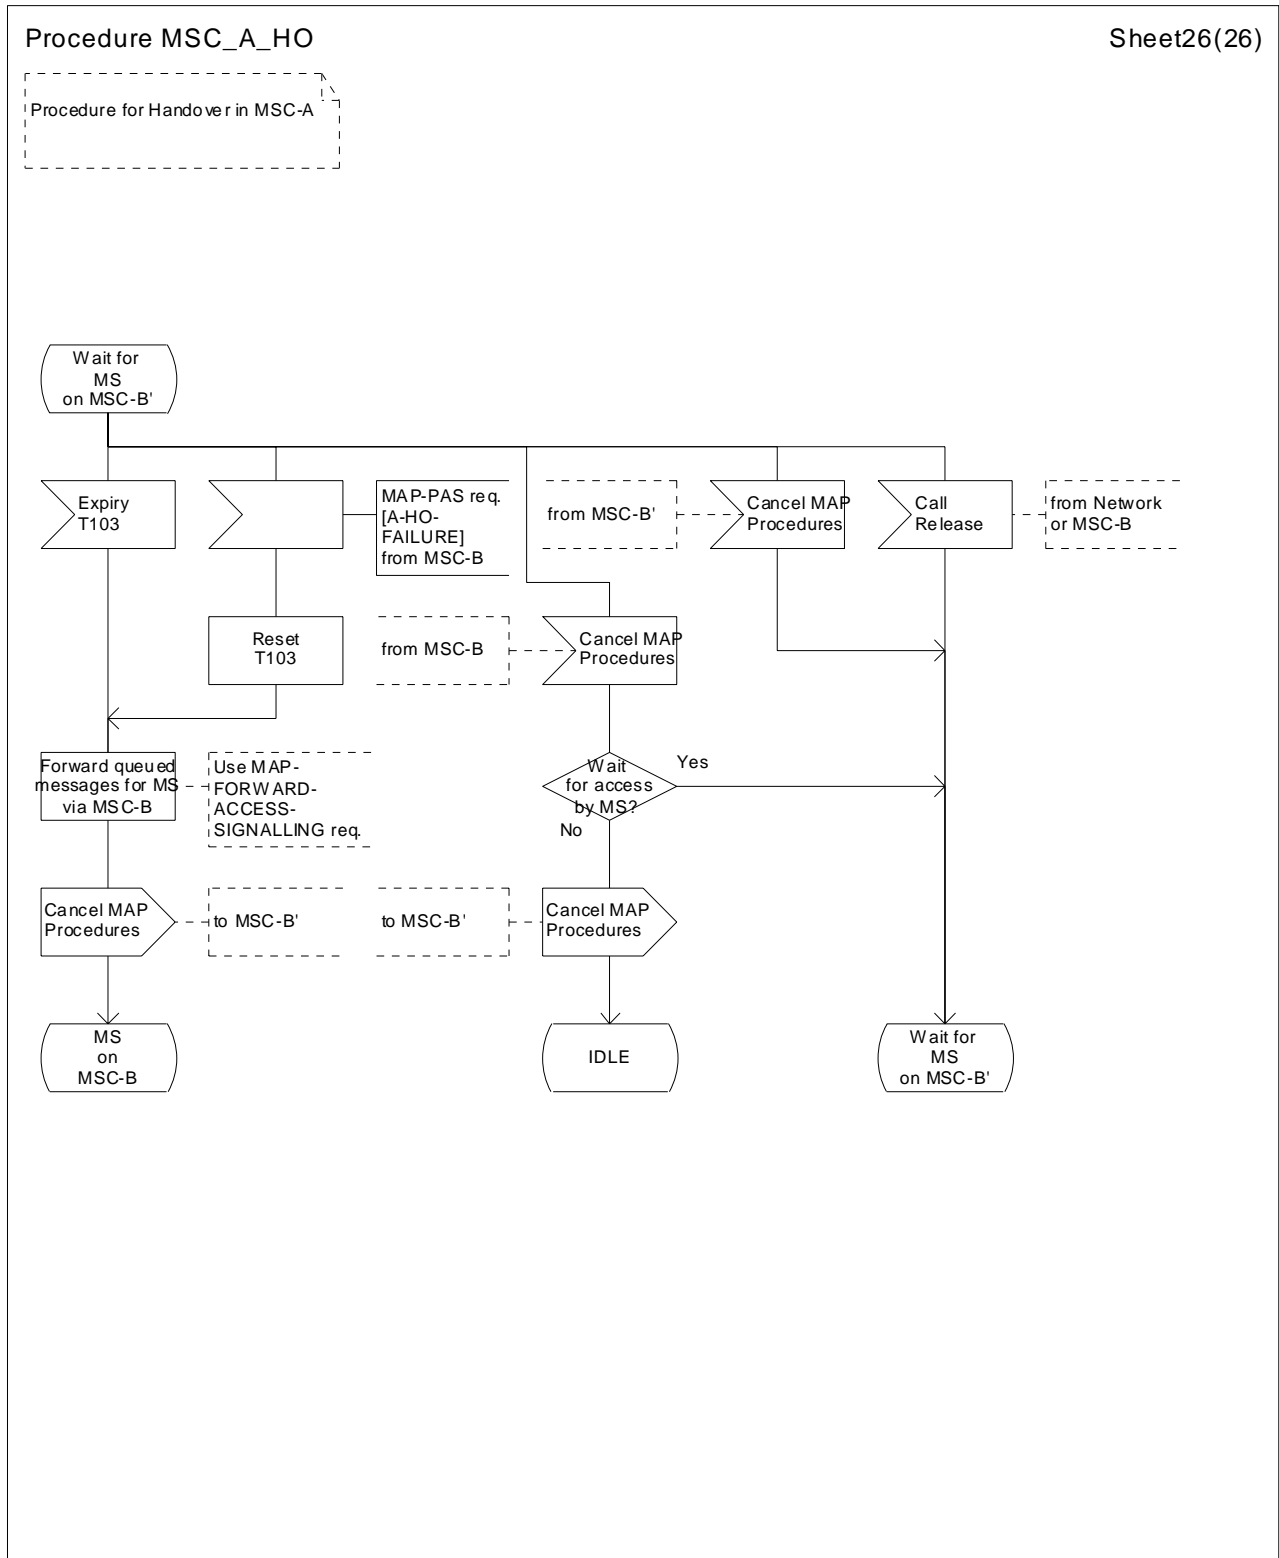 Procedure MSC_A_HO
Sheet26(26)
Procedure for Handover in MSC-A
Wait for
MS
on MSC-B'
Expiry
T103
MAP-PAS req.
[A-HO-
FAILURE]
from MSC-B
from MSC-B'
Cancel MAP
Procedures
Call
Release
from Network
or MSC-B
Reset
T103
from MSC-B
Cancel MAP
Procedures
Forward queued
messages for MS
via MSC-B
Use MAP-
FORWARD-
ACCESS-
SIGNALLING req.
Wait
for access
by MS?
Yes
No
Cancel MAP
Procedures
to MSC-B'
to MSC-B'
Cancel MAP
Procedures
MS
on
MSC-B
IDLE
Wait for
MS
on MSC-B'